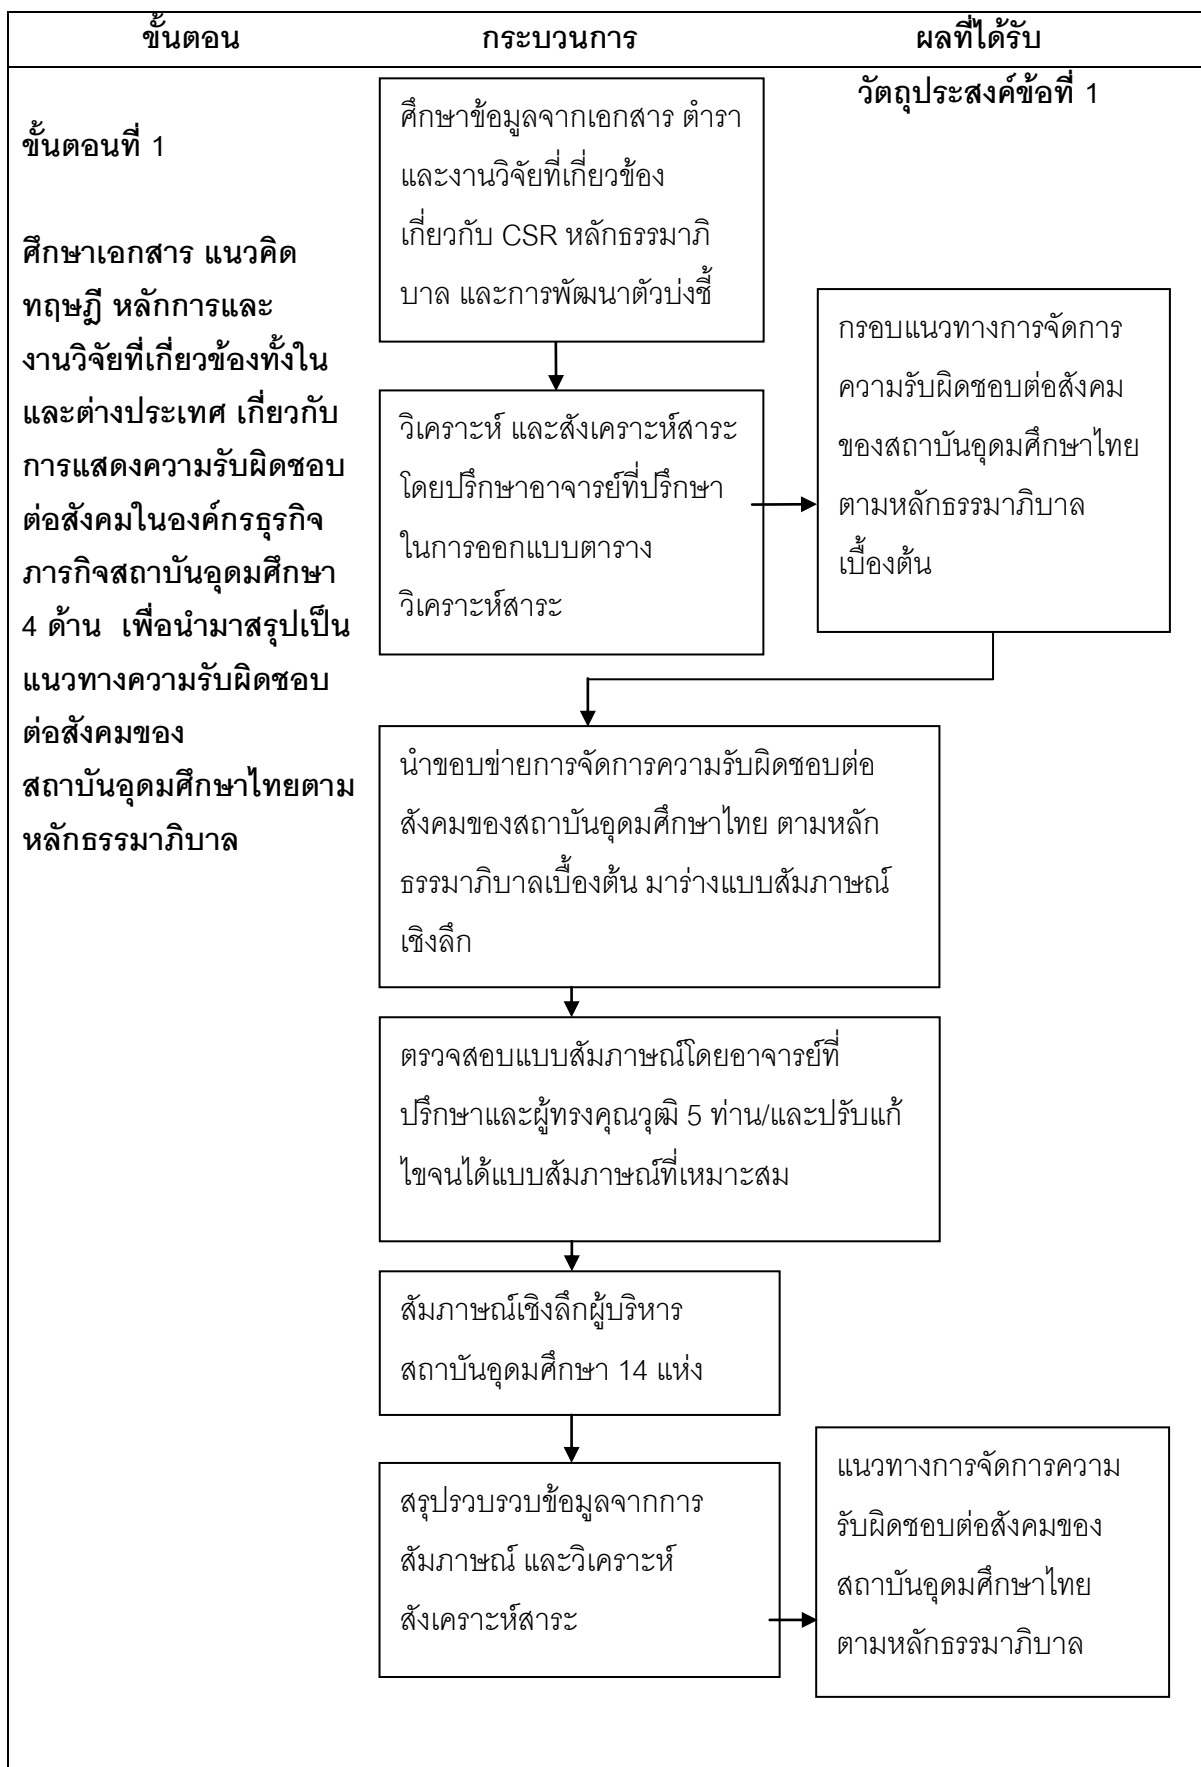 ขั้นตอน กระบวนการ ผลที่ได้รับ
ขั้นตอนที่ 1
ศึกษาเอกสาร แนวคิด
ทฤษฎี หลักการและ
งานวิจัยที่เกี่ยวข้องทั้งใน
และต่างประเทศ เกี่ยวกับ
การแสดงความรับผิดชอบ
ต่อสังคมในองค์กรธุรกิจ
ภารกิจสถาบันอุดมศึกษา
4 ด้าน เพื่อนำมาสรุปเป็น
แนวทางความรับผิดชอบ
ต่อสังคมของ
สถาบันอุดมศึกษาไทยตาม
หลักธรรมาภิบาล
ศึกษาข้อมูลจากเอกสาร ตำรา
และงานวิจัยที่เกี่ยวข้อง
เกี่ยวกับ CSR หลักธรรมาภิ
บาล และการพัฒนาตัวบ่งชี้
วิเคราะห์ และสังเคราะห์สาระ
โดยปรึกษาอาจารย์ที่ปรึกษา
ในการออกแบบตาราง
วิเคราะห์สาระ
วัตถุประสงค์ข้อที่ 1
กรอบแนวทางการจัดการ
ความรับผิดชอบต่อสังคม
ของสถาบันอุดมศึกษาไทย
ตามหลักธรรมาภิบาล
เบื้องต้น
นำขอบข่ายการจัดการความรับผิดชอบต่อ
สังคมของสถาบันอุดมศึกษาไทย ตามหลัก
ธรรมาภิบาลเบื้องต้น มาร่างแบบสัมภาษณ์
เชิงลึก
ตรวจสอบแบบสัมภาษณ์โดยอาจารย์ที่
ปรึกษาและผู้ทรงคุณวุฒิ 5 ท่าน/และปรับแก้
ไขจนได้แบบสัมภาษณ์ที่เหมาะสม
สัมภาษณ์เชิงลึกผู้บริหาร
สถาบันอุดมศึกษา 14 แห่ง
สรุปรวบรวบข้อมูลจากการ
สัมภาษณ์ และวิเคราะห์
สังเคราะห์สาระ
แนวทางการจัดการความ
รับผิดชอบต่อสังคมของ
สถาบันอุดมศึกษาไทย
ตามหลักธรรมาภิบาล